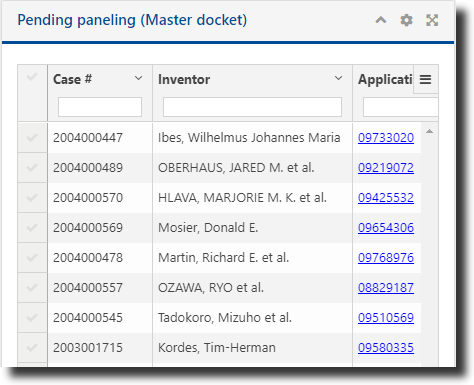 Pending paneling (Master docket)
Case # Inventor Applicati
2004000447 Ibes, Wilhelmus Johannes Maria 09733020
2004000489 OBERHAUS, JARED M. et al. 09219072
2004000570 HLAVA, MARJORIE M. K. et al. 09425532
2004000569 Mosier, Donald E. 09654306
2004000478 Martin, Richard E. et al. 09768976
2004000557 OZAWA, RYO et al. 08829187
2004000545 Tadokoro, Mizuho et al. 09510569
2003001715 Kordes, Tim-Herman 09580335